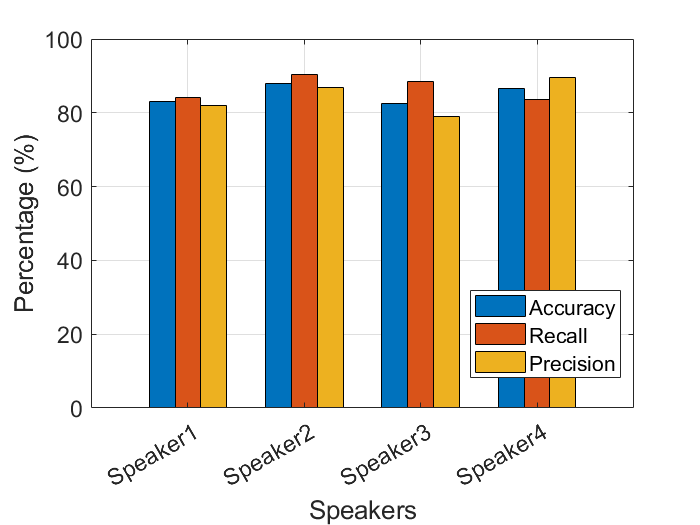 Percentage (%)
100
80
60
40
20
0
Accuracy
Recall
Precision
Speaker1
Speaker2
Speaker3
Speaker4
Speakers